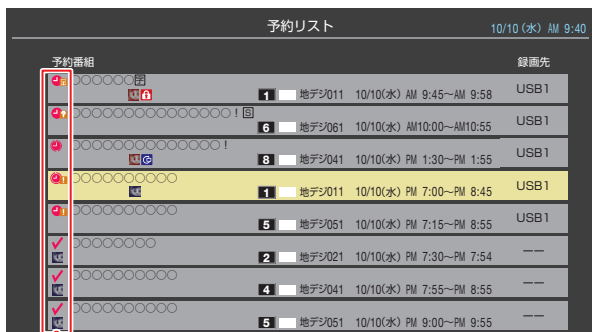 予約リスト 10/10(水) AM 9:40
予約番組 録画先
○○○○○○字
1 地デジ011 10/10(水) AM 9:45～AM 9:58 USB1
○○○○○○○○○○○○○○○！S
6 地デジ061 10/10(水) AM10:00～AM10:55 USB1
○○○○○○○○○○○○○○！
8 地デジ041 10/10(水) PM 1:30～PM 1:55 USB1
○○○○○○○○○○
1 地デジ011 10/10(水) PM 7:00～PM 8:45 USB1
○○○○○○○○○○
5 地デジ051 10/10(水) PM 7:15～PM 8:55 USB1
○○○○○○○○
2 地デジ021 10/10(水) PM 7:30～PM 7:54 ーー
○○○○○○○○○○
4 地デジ041 10/10(水) PM 7:55～PM 8:55 ーー
○○○○○○○○○○
5 地デジ051 10/10(水) PM 9:00～PM 9:55 ーー